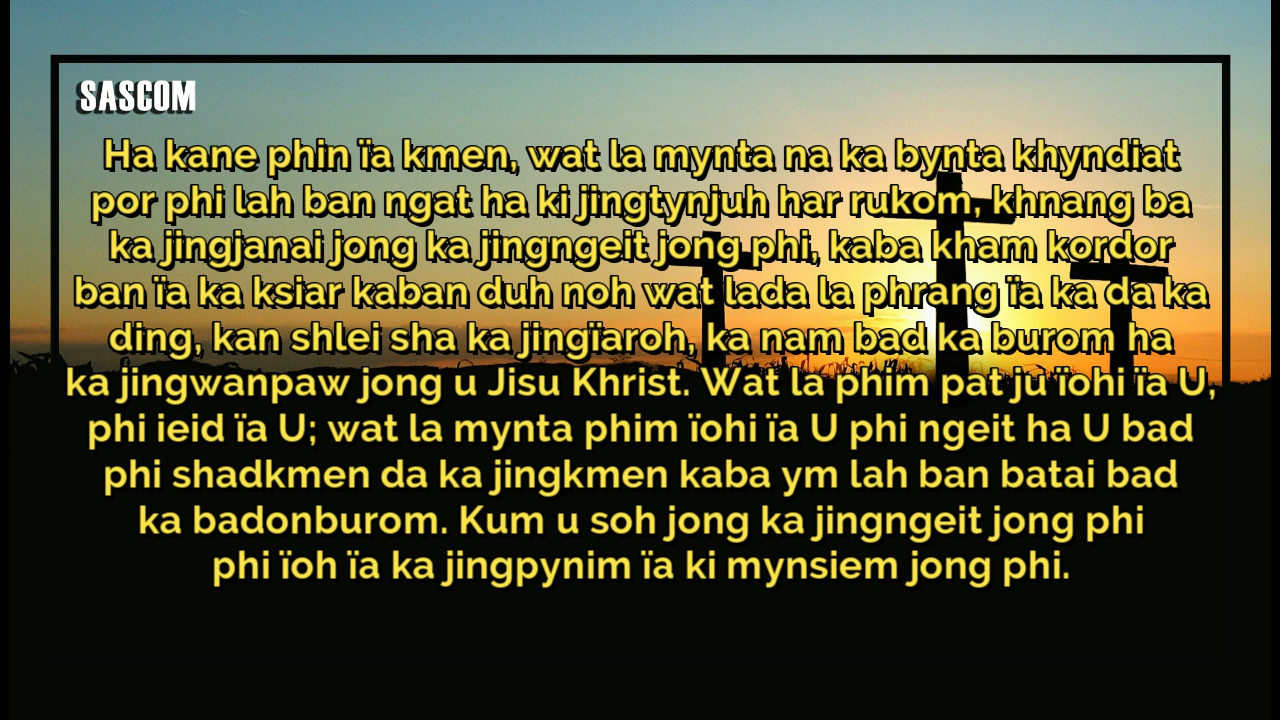 SASCOM
Ha kane phin ïa kmen, wat la mynta na ka bynta khyndiat
por phi lah ban ngat ha ki jingtynjuh har rukom, khnang ba
ka jingjanai jong ka jingngeit jong phi, kaba kham kordor
ban ïa ka ksiar kaban duh noh wat lada la phrang ïa ka da ka
ding, kan shlei sha ka jingïaroh, ka nam bad ka burom ha
ka jingwanpaw jong u Jisu Khrist. Wat la phim pat ju ïohi ïa U,
phi ieid ïa U; wat la mynta phim ïohi ïa U phi ngeit ha U bad
phi shadkmen da ka jingkmen kaba ym lah ban batai bad
ka badonburom. Kum u soh jong ka jingngeit jong phi
phi ïoh ïa ka jingpynim ïa ki mynsiem jong phi.